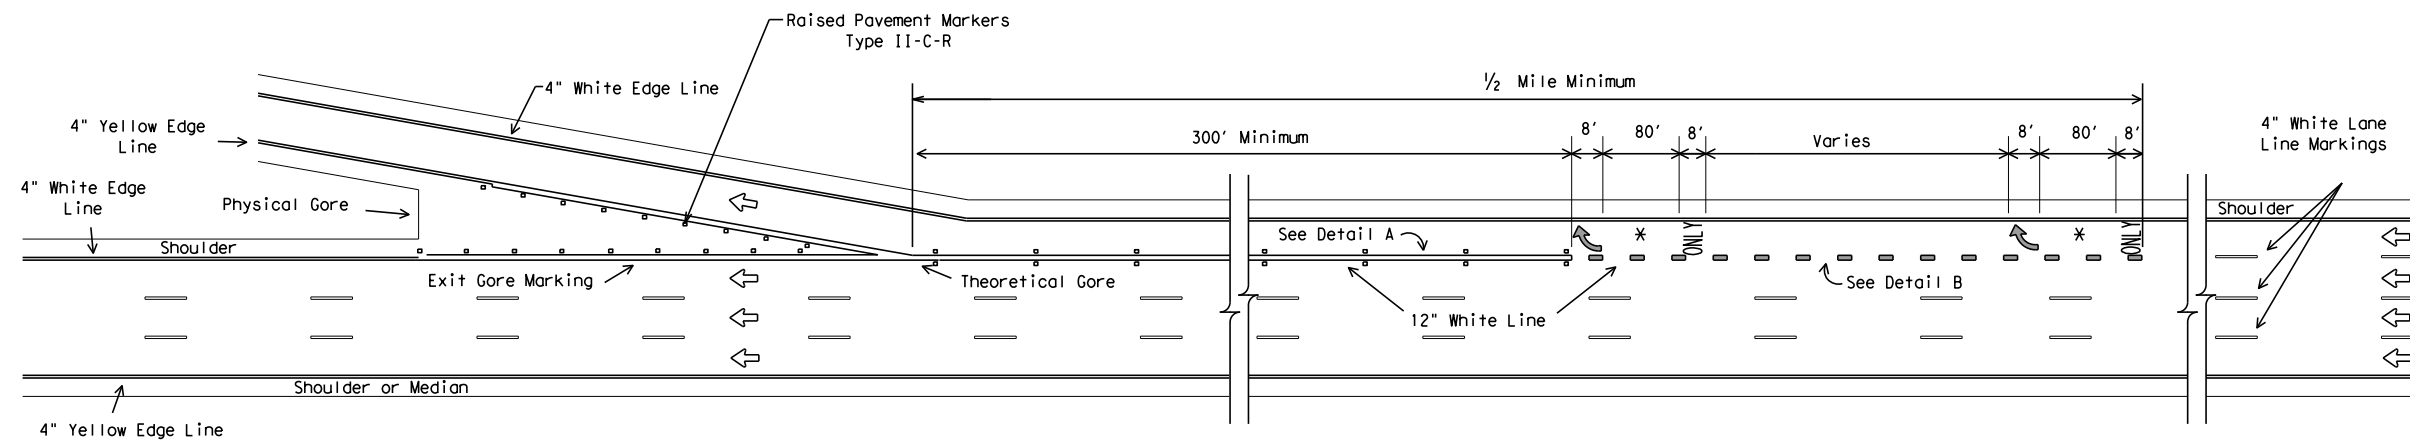 Raised Pavement Markers
Type II-C-R
4" White Edge Line
½ Mile Minimum
4" Yellow Edge
Line
300' Minimum
8'
80'
8'
Varies
8'
80'
8'
4" White Lane
Line Markings
4" White Edge
Line
Physical Gore
Shoulder
Shoulder
See Detail A
*
ONLY
*
ONLY
Exit Gore Marking
Theoretical Gore
See Detail B
12" White Line
Shoulder or Median
4" Yellow Edge Line